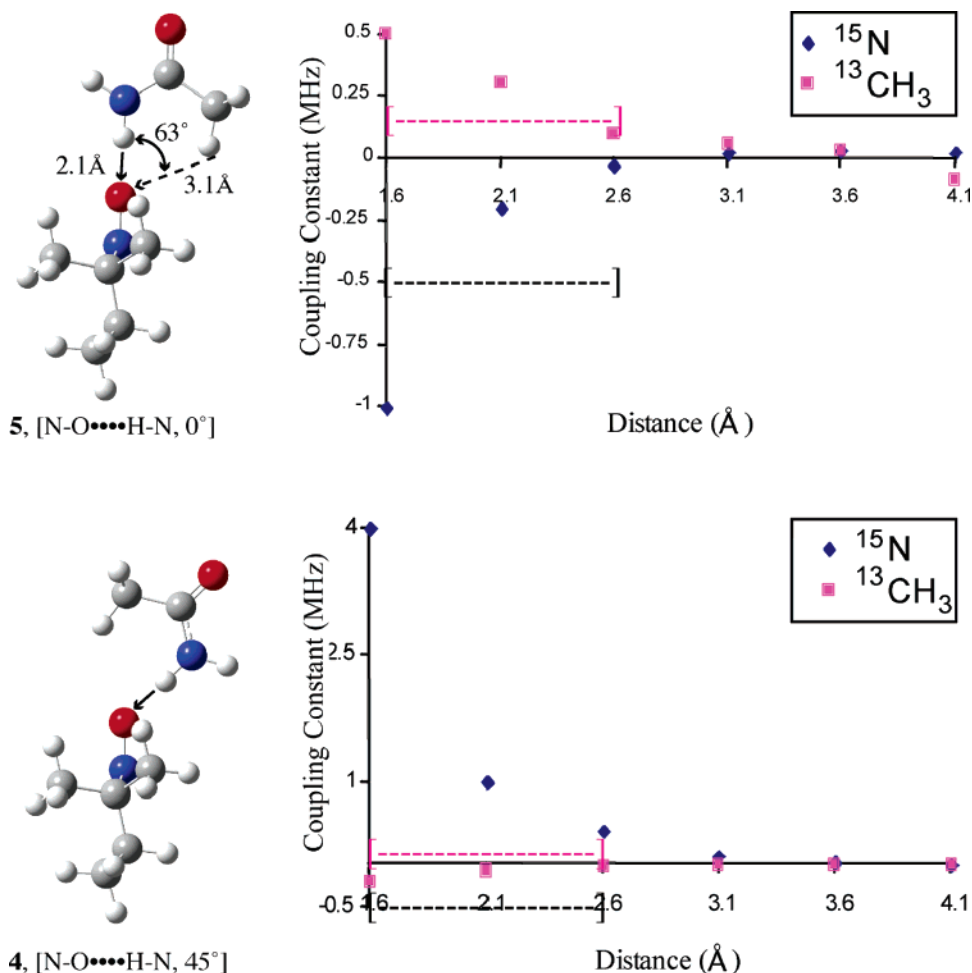 63°
2.1Å
3.1Å
5, [N-O••••H-N, 0°]
Coupling Constant (MHz)
0.5
0.25
0
-0.25
-0.5
-0.75
-1
1.6 2.1 2.6 3.1 3.6 4.1
Distance (Å)
15N
13CH3
4, [N-O••••H-N, 45°]
Coupling Constant (MHz)
4
2.5
1
-0.5
1.6 2.1 2.6 3.1 3.6 4.1
Distance (Å)
15N
13CH3